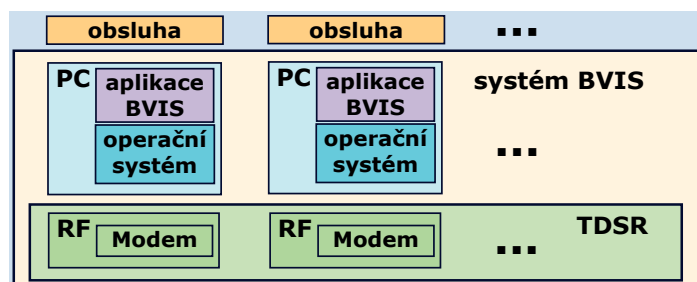 obsluha obsluha ...
PC aplikace BVIS PC aplikace BVIS systém BVIS
operační systém operační systém ...
RF Modem RF Modem ... TDSR